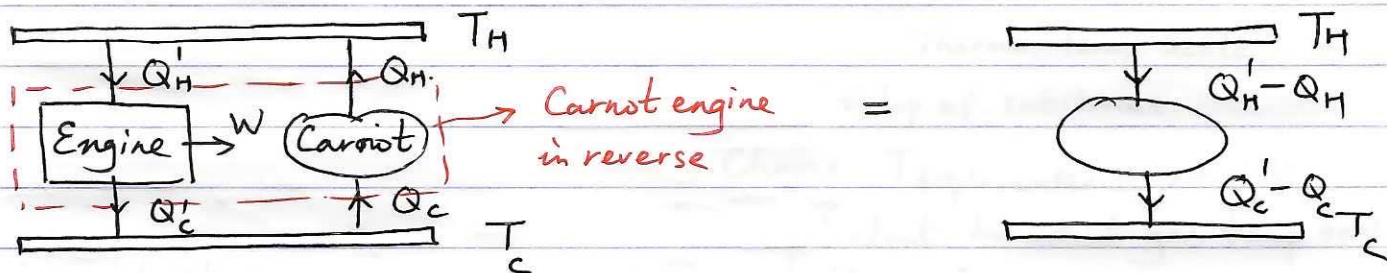 T_H
Q'_H
Q_H
Engine
W
Carnot
Q'_C
Q_C
T_C
Carnot engine
in reverse
=
T_H
Q'_H - Q_H
Q'_C - Q_C
T_C